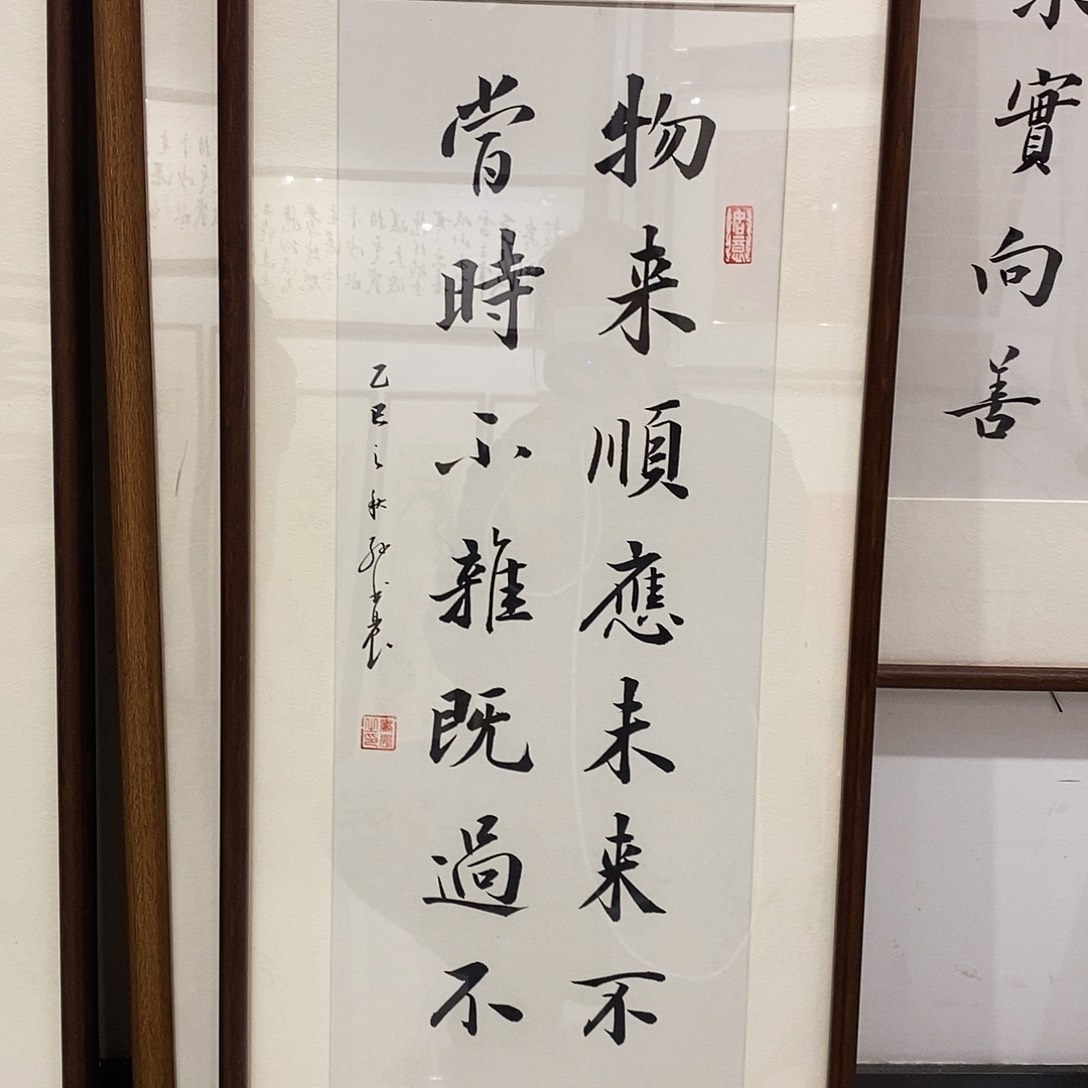 實向善
物来順應未来不
當時不雜既過不
乙巳之秋